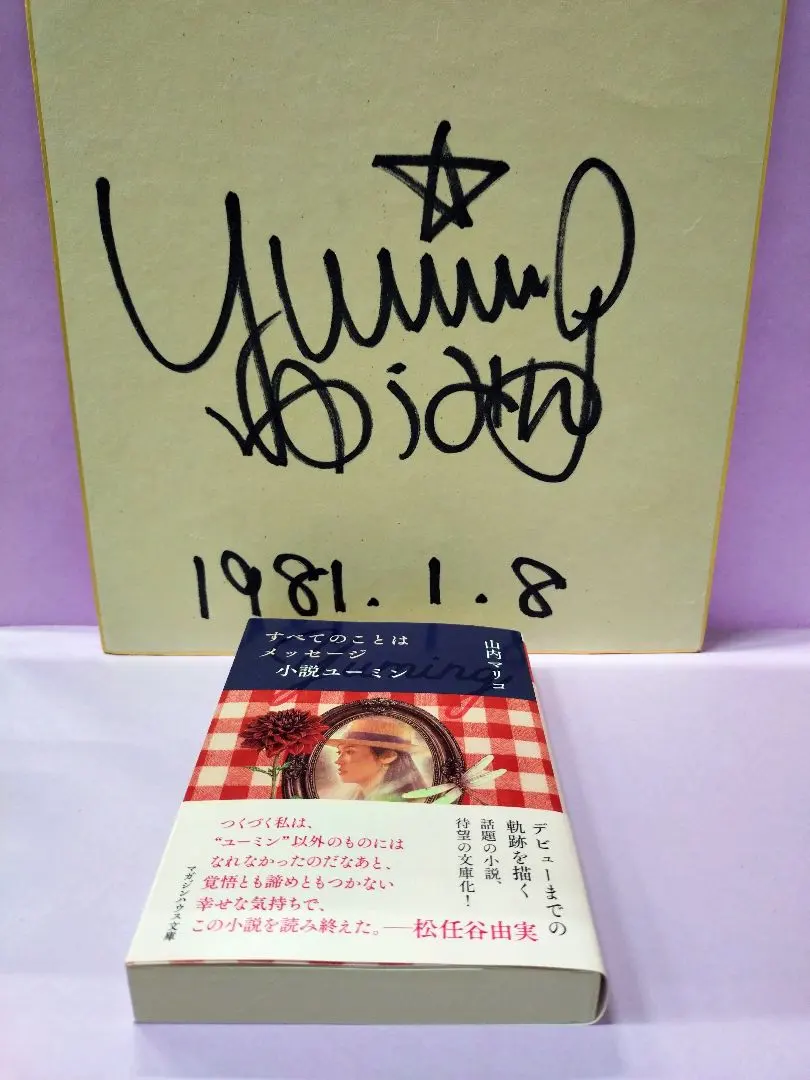 yuming
ゆうみん
1981.1.8
すべてのことは
メッセージ
小説ユーミン
山内マリコ
yuming
つくづく私は、
“ユーミン”以外のものには
なれなかったのだなあと、
覚悟とも諦めともつかない
幸せな気持ちで、
この小説を読み終えた。──松任谷由実
デビューまでの
軌跡を描く
話題の小説、
待望の文庫化!
マガジンハウス文庫